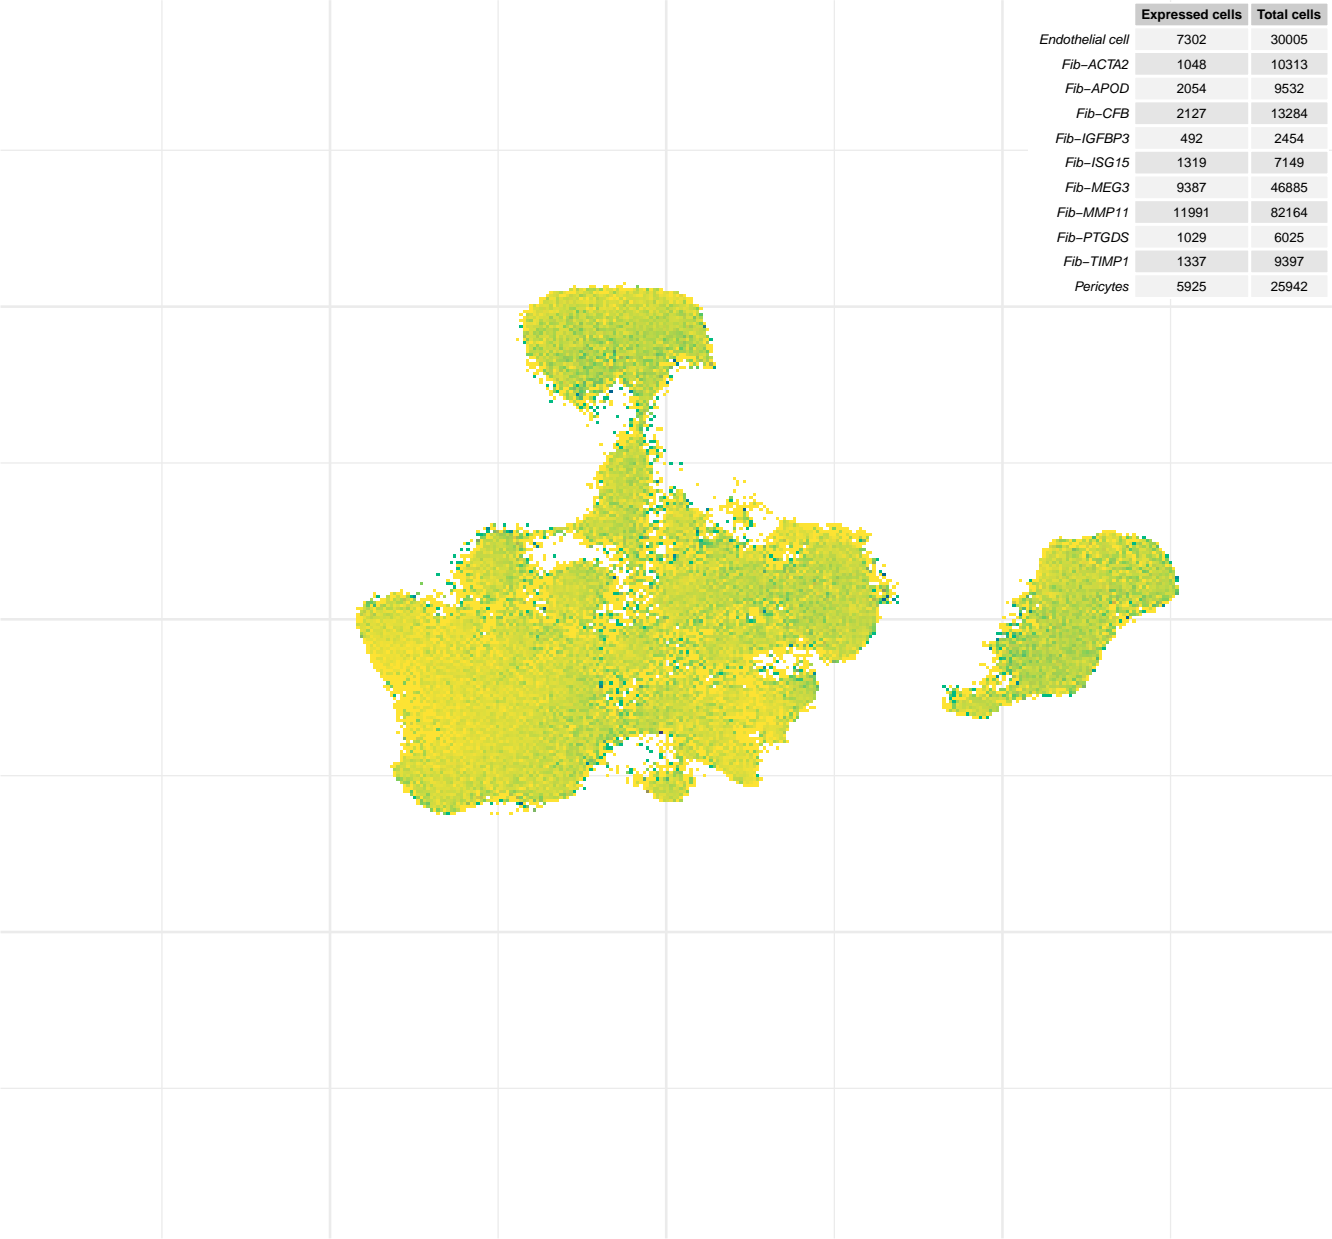 Expressed cells Total cells
Endothelial cell 7302 30005
Fib−ACTA2 1048 10313
Fib−APOD 2054 9532
Fib−CFB 2127 13284
Fib−IGFBP3 492 2454
Fib−ISG15 1319 7149
Fib−MEG3 9387 46885
Fib−MMP11 11991 82164
Fib−PTGDS 1029 6025
Fib−TIMP1 1337 9397
Pericytes 5925 25942